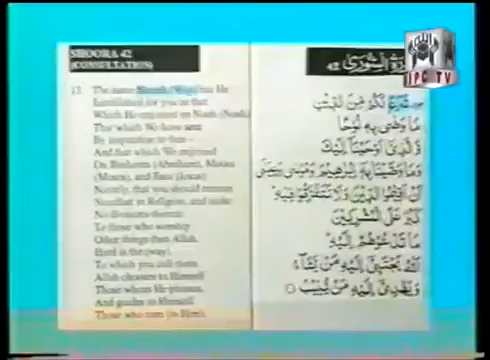 SHOORA 42
(CONSULTATION)
13. The same Has He
Established for you as that
Which He enjoined on Nooh (Noah)
That which We have sent
By inspiration to thee –
And that which We enjoined
On Ibraheem (Abraham), Moosa
(Moses), and Eesa (Jesus)
Namely, that you should remain
Steadfast in Religion, and make
No divisions therein:
To those who worship
Other things than Allah,
Hard is the (way)
To which you call them.
Allah chooses to Himself
Those whom He pleases,
And guides to Himself
Those who turn (to Him).
الشورى 42
شَرَعَ لَكُم مِّنَ الدِّينِ
مَا وَصَّىٰ بِهِ نُوحًا
وَالَّذِي أَوْحَيْنَا إِلَيْكَ
وَمَا وَصَّيْنَا بِهِ إِبْرَاهِيمَ وَمُوسَىٰ وَعِيسَىٰ
أَنْ أَقِيمُوا الدِّينَ وَلَا تَتَفَرَّقُوا فِيهِ
كَبُرَ عَلَى الْمُشْرِكِينَ
مَا تَدْعُوهُمْ إِلَيْهِ
اللَّهُ يَجْتَبِي إِلَيْهِ مَن يَشَاءُ
وَيَهْدِي إِلَيْهِ مَن يُنِيبُ
IPC TV